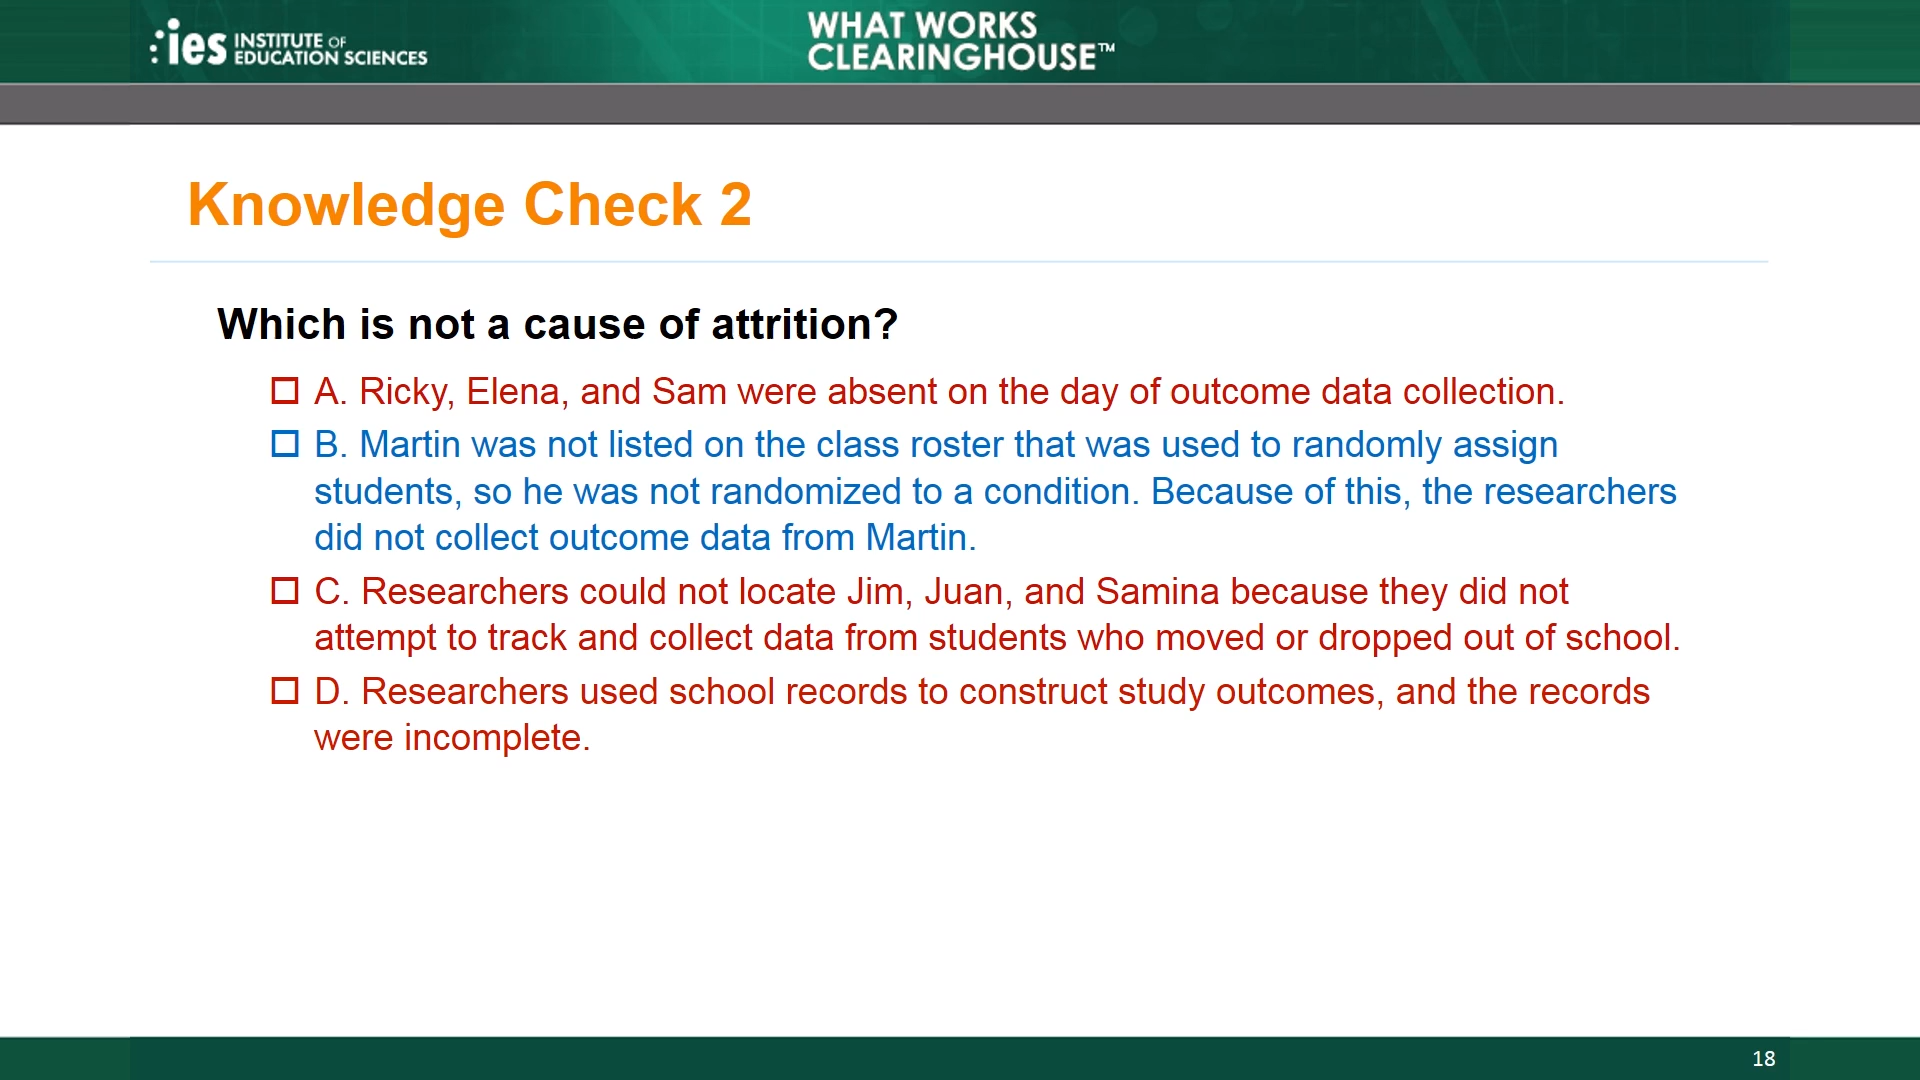 ies INSTITUTE OF
EDUCATION SCIENCES
WHAT WORKS
CLEARINGHOUSE™
Knowledge Check 2
Which is not a cause of attrition?
A. Ricky, Elena, and Sam were absent on the day of outcome data collection.
B. Martin was not listed on the class roster that was used to randomly assign
students, so he was not randomized to a condition. Because of this, the researchers
did not collect outcome data from Martin.
C. Researchers could not locate Jim, Juan, and Samina because they did not
attempt to track and collect data from students who moved or dropped out of school.
D. Researchers used school records to construct study outcomes, and the records
were incomplete.
18